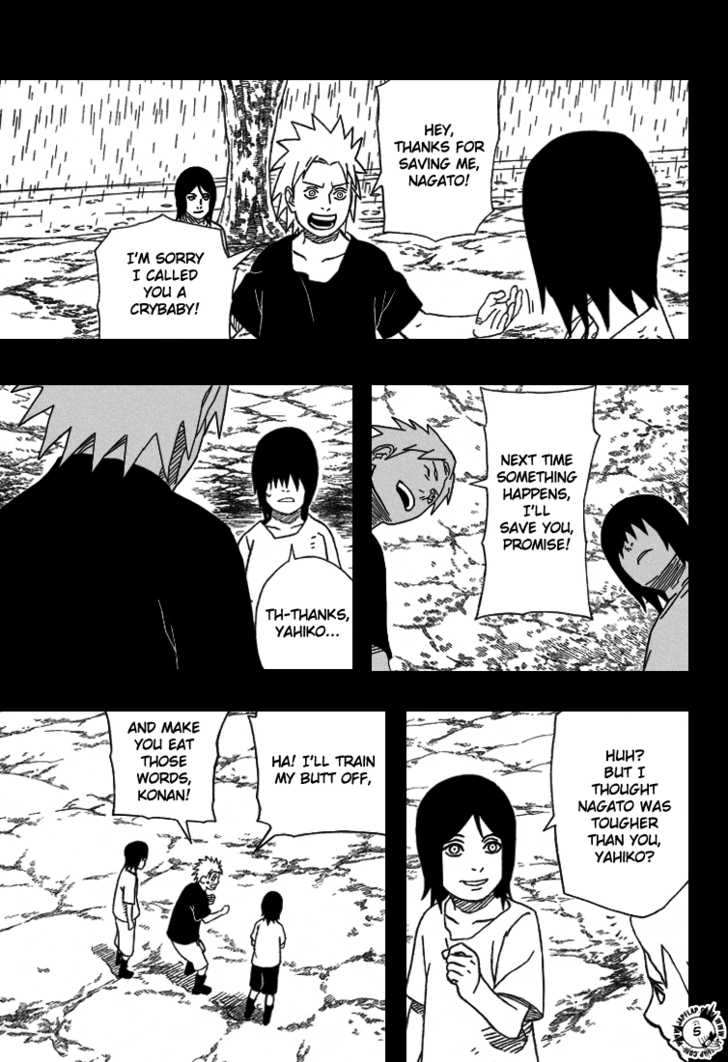 HEY,
THANKS FOR
SAVING ME,
NAGATO!
I'M SORRY
I CALLED
YOU A
CRYBABY!
NEXT TIME
SOMETHING
HAPPENS,
I'LL
SAVE YOU,
PROMISE!
TH-THANKS,
YAHIKO...
HUH?
BUT I
THOUGHT
NAGATO WAS
TOUGHER
THAN YOU,
YAHIKO?
HA! I'LL TRAIN
MY BUTT OFF,
AND MAKE
YOU EAT
THOSE
WORDS,
KONAN!
5